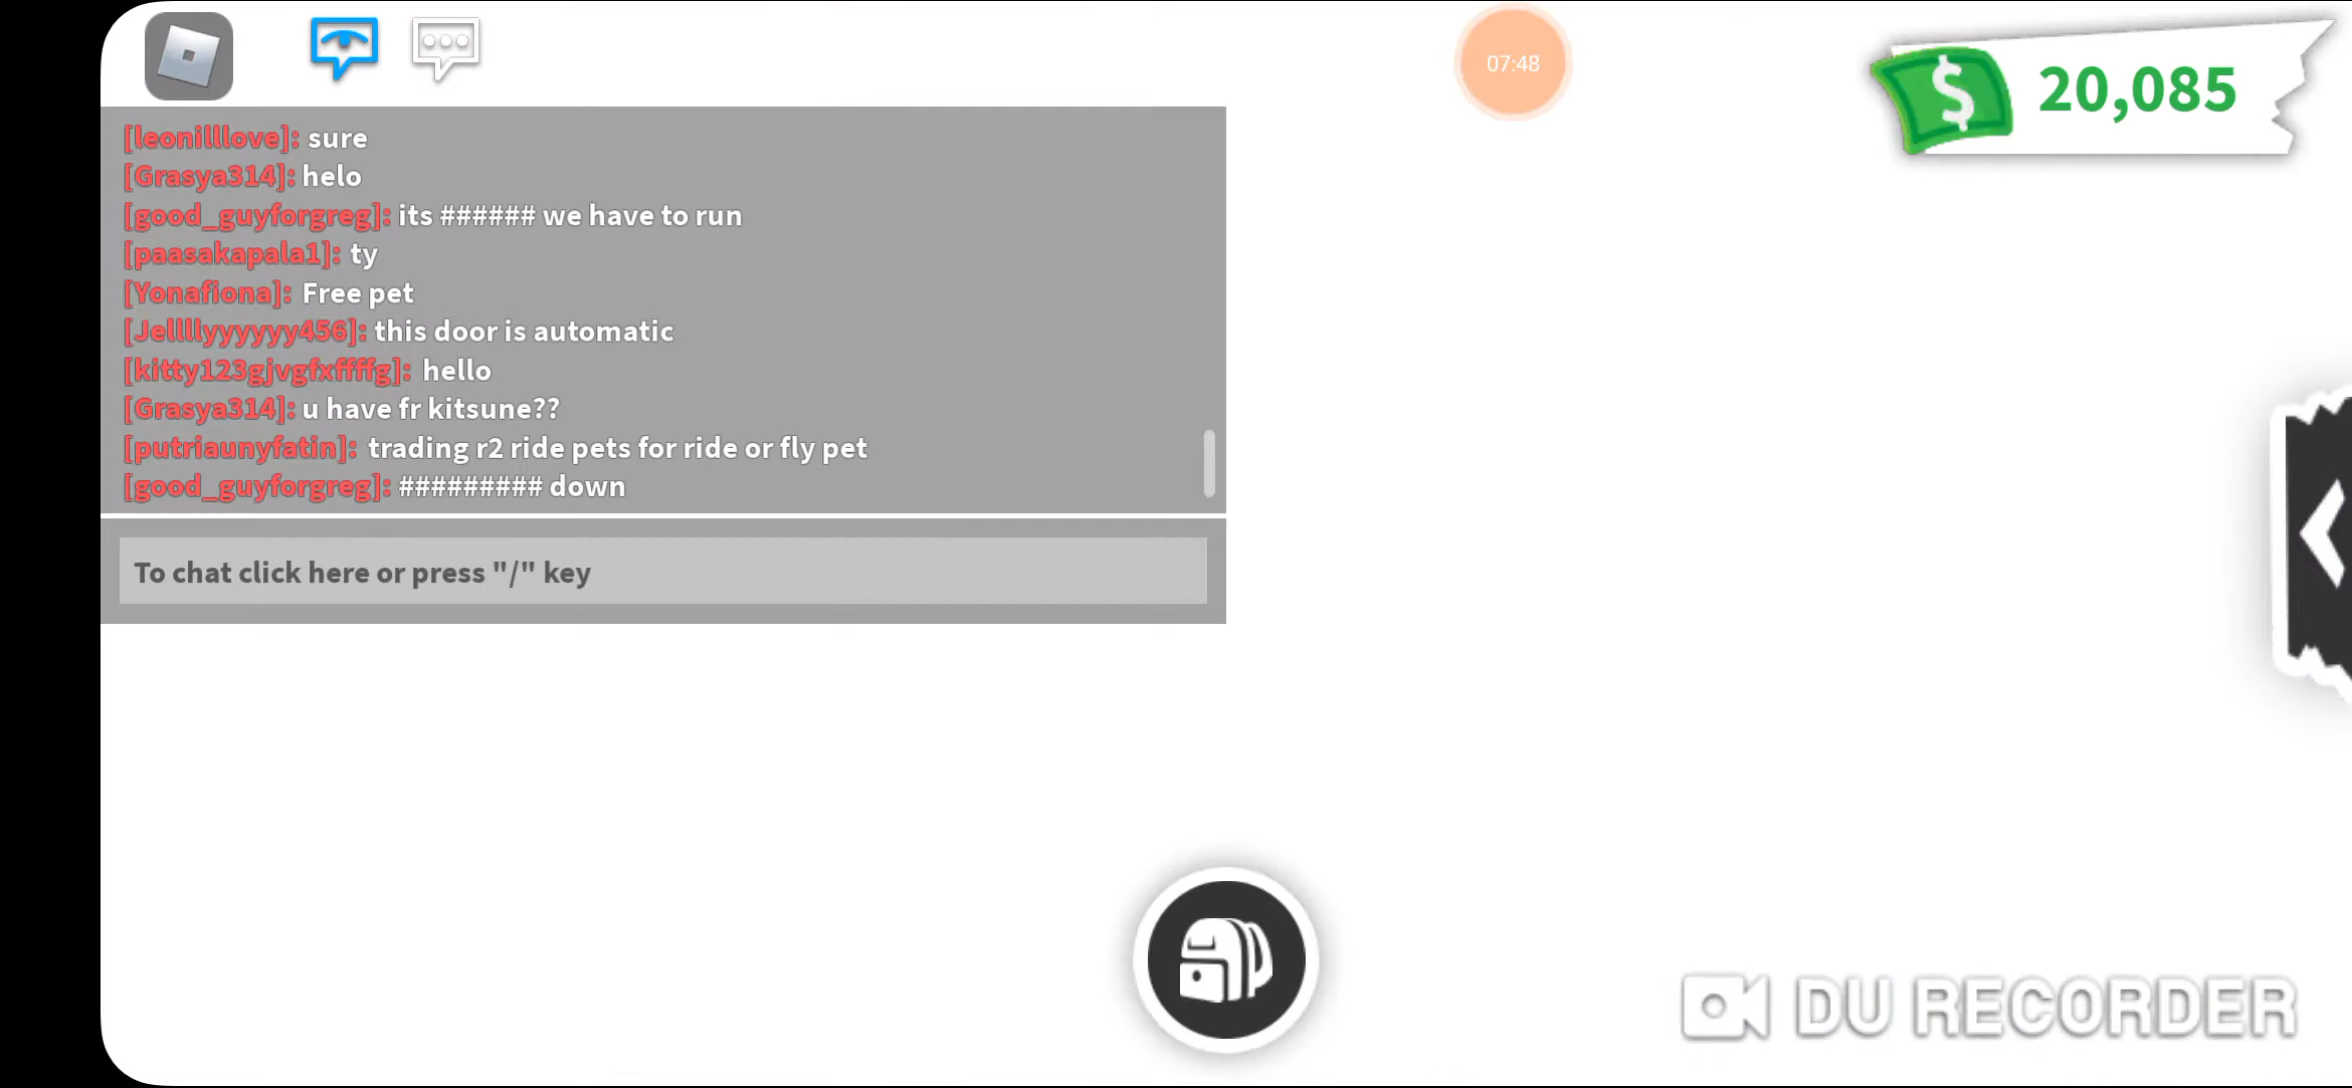 07:48
$ 20,085
[leonilllove]: sure
[Grasya314]: helo
[good_guyforgreg]: its ###### we have to run
[paasakapala1]: ty
[Yonafiona]: Free pet
[Jellllyyyyyy456]: this door is automatic
[kitty123gjvgfxffffg]: hello
[Grasya314]: u have fr kitsune??
[putriaunyfatin]: trading r2 ride pets for ride or fly pet
[good_guyforgreg]: ######### down
To chat click here or press "/" key
DU RECORDER